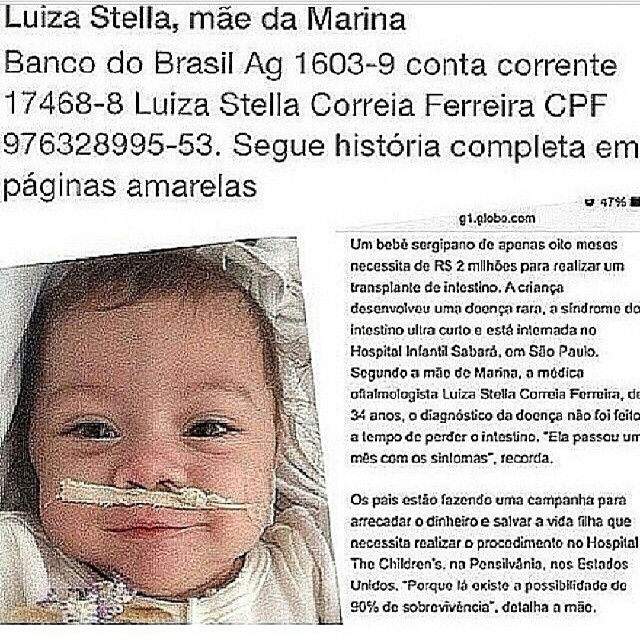 Luiza Stella, mãe da Marina
Banco do Brasil Ag 1603-9 conta corrente
17468-8 Luíza Stella Correia Ferreira CPF
976328995-53. Segue história completa em
páginas amarelas
47%
g1.globo.com
Um bebê sergipano de apenas oito meses
necessita de R$ 2 milhões para realizar um
transplante de intestino. A criança
desenvolveu uma doença rara, a síndrome do
intestino ultra curto e está internada no
Hospital Infantil Sabará, em São Paulo.
Segundo a mãe de Marina, a médica
oftalmologista Luiza Stella Correia Ferreira, de
34 anos, o diagnóstico da doença não foi feito
a tempo de perder o intestino. "Ela passou um
mês com os sintomas", recorda.
Os pais estão fazendo uma campanha para
arrecadar o dinheiro e salvar a vida filha que
necessita realizar o procedimento no Hospital
The Children's, na Pensilvânia, nos Estados
Unidos. "Porque lá existe a possibilidade de
90% de sobrevivência", detalha a mãe.